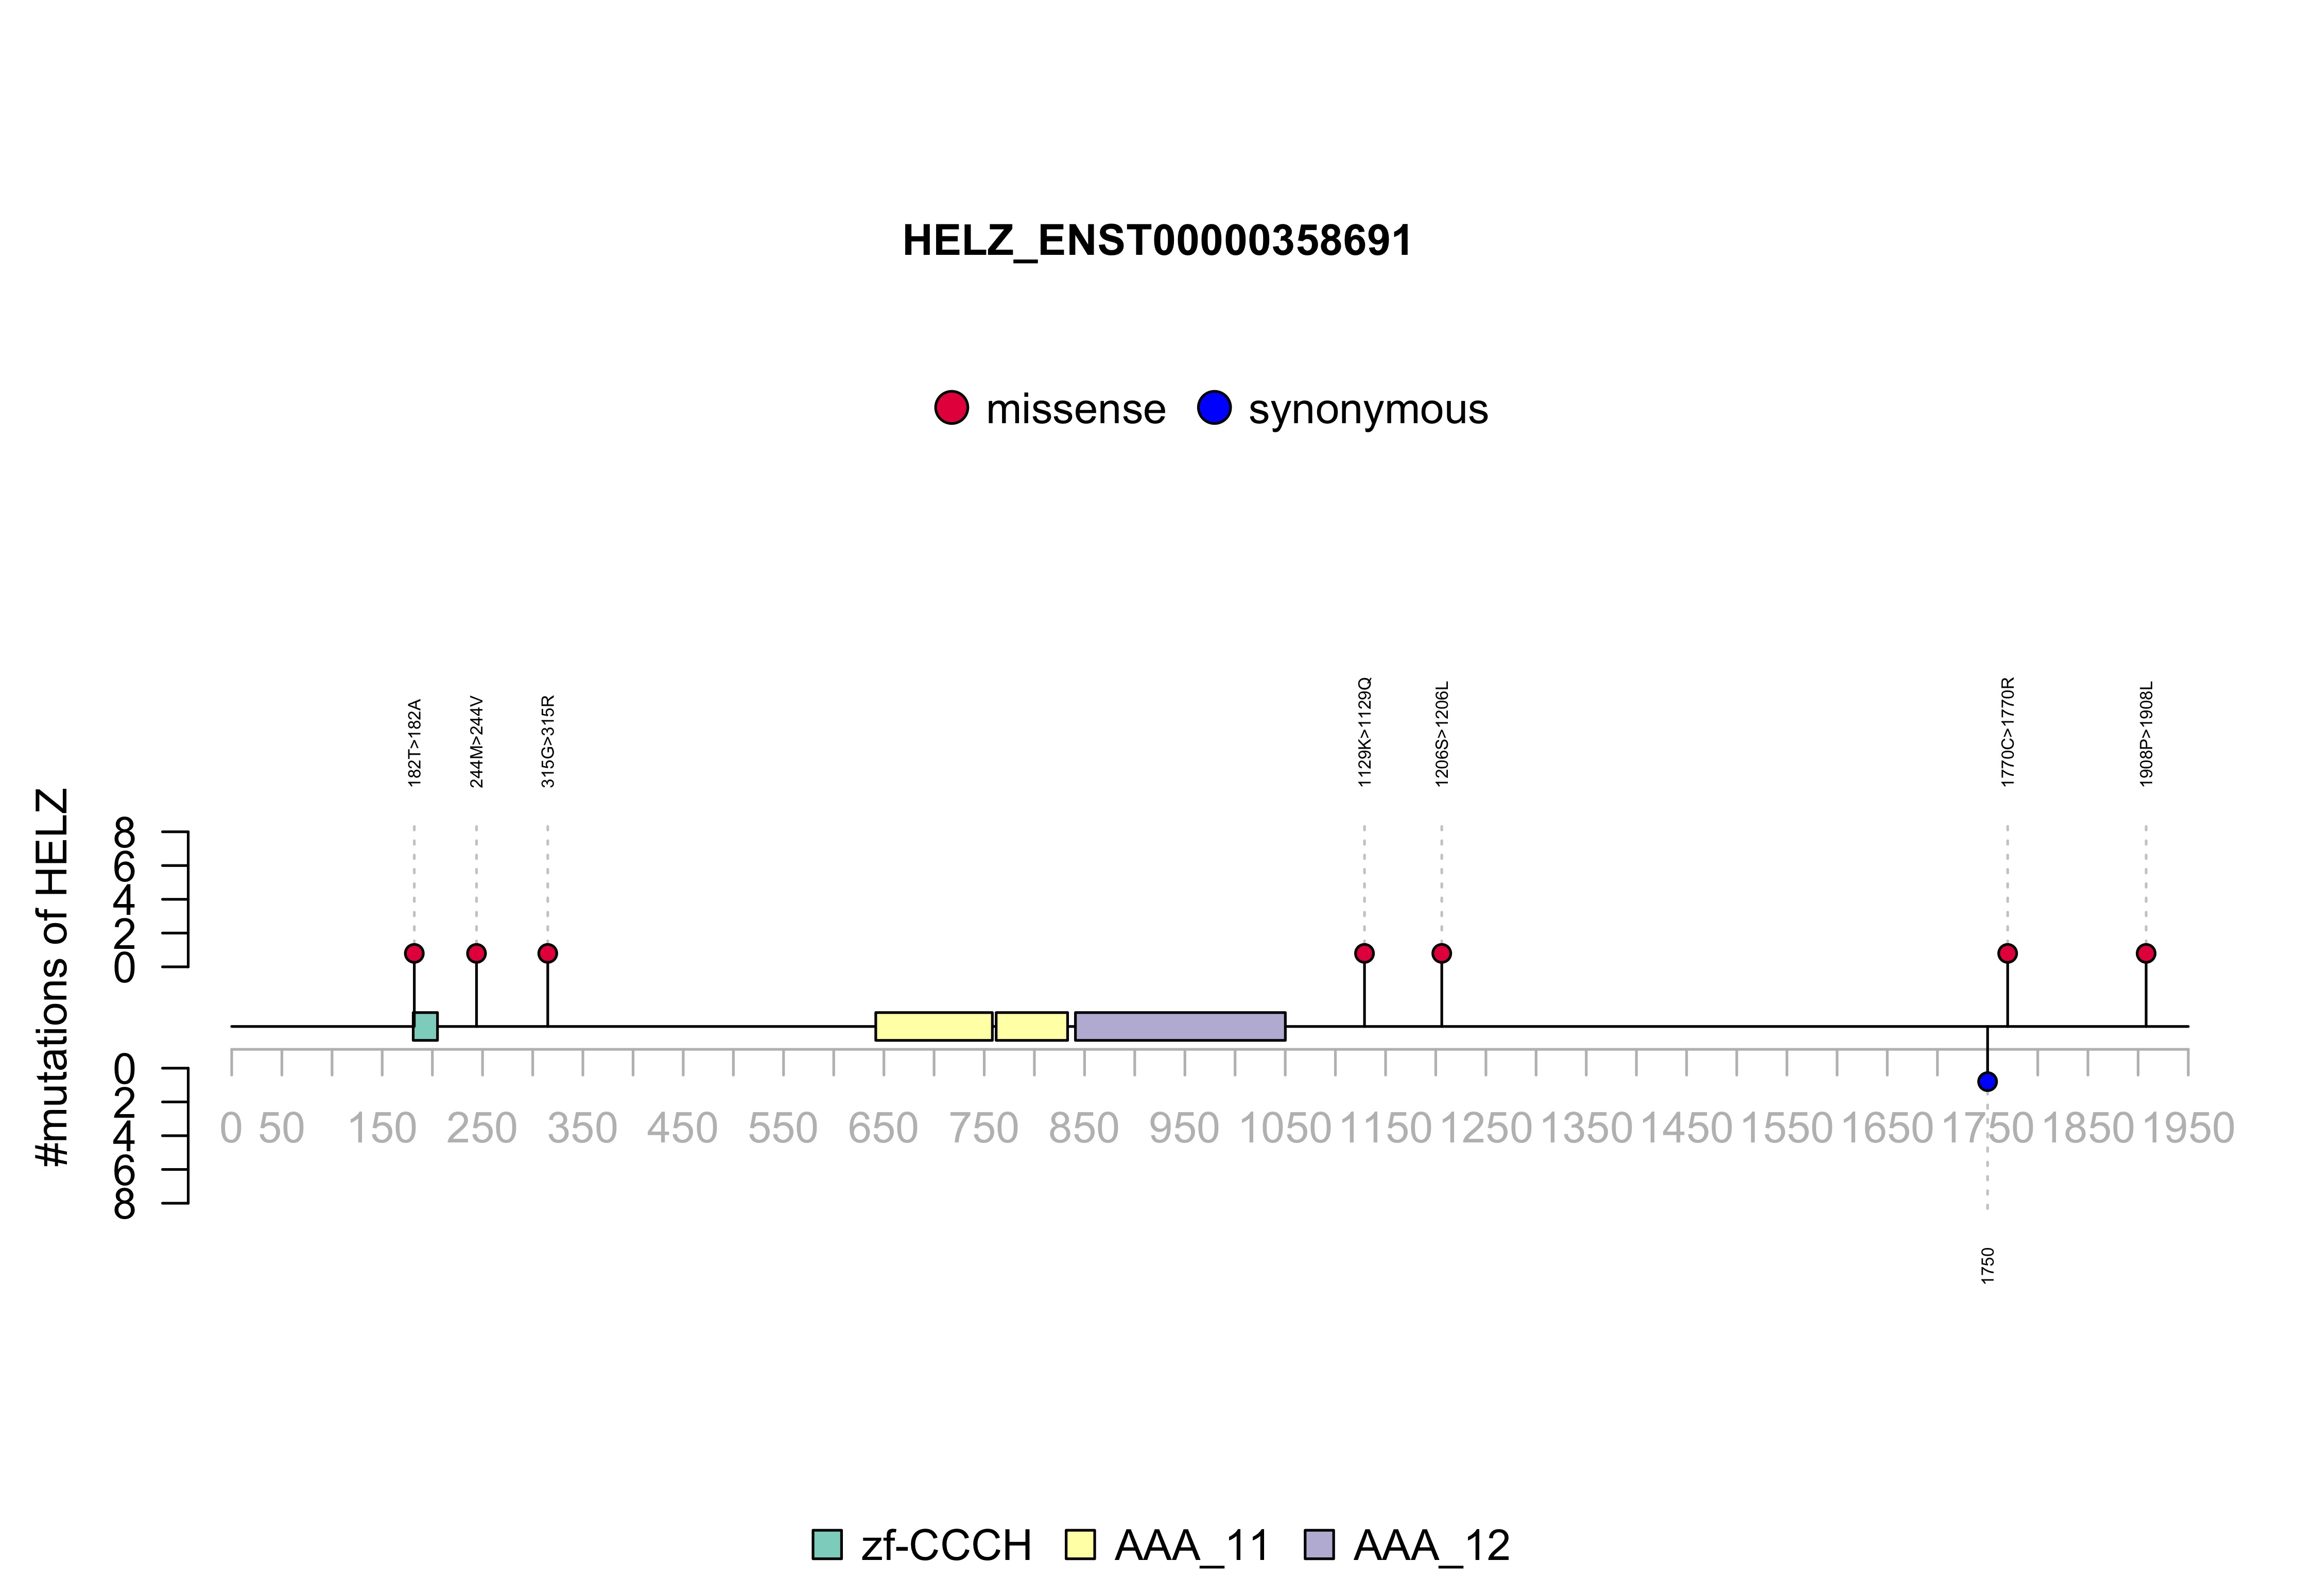 HELZ_ENST00000358691
missense synonymous
182T>182A
244M>244V
315G>315R
1129K>1129Q
1206S>1206L
1770C>1770R
1908P>1908L
#mutations of HELZ
8
6
4
2
0
0
2
4
6
8
0 50 150 250 350 450 550 650 750 850 950 1050 1150 1250 1350 1450 1550 1650 1750 1850 1950
1750
zf-CCCH AAA_11 AAA_12